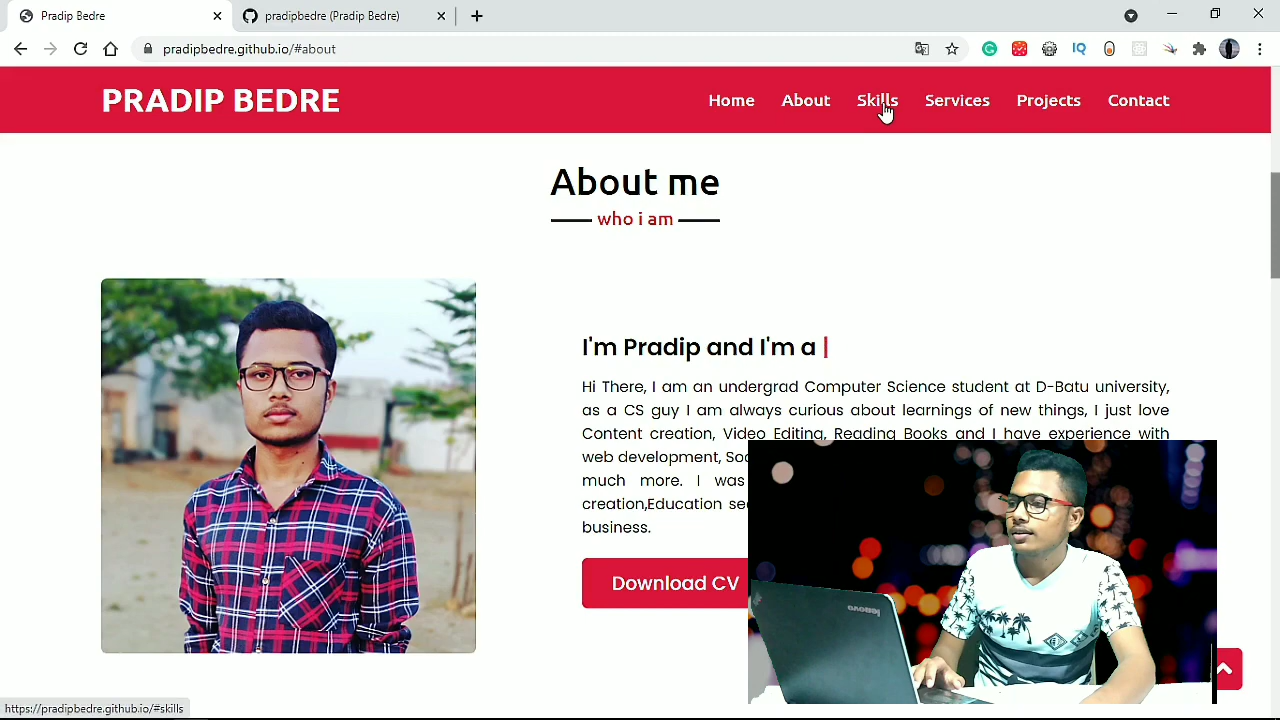 Pradip Bedre
pradipbedre (Pradip Bedre)
pradipbedre.github.io/#about
IQ
PRADIP BEDRE
Home About Skills Services Projects Contact
About me
who i am
I'm Pradip and I'm a |
Hi There, I am an undergrad Computer Science student at D-Batu university,
as a CS guy I am always curious about learnings of new things, I just love
Content creation, Video Editing, Reading Books and I have experience with
web development,
much more. I was
creation,Education
business.
Download CV
lenovo
https://pradipbedre.github.io/#skills